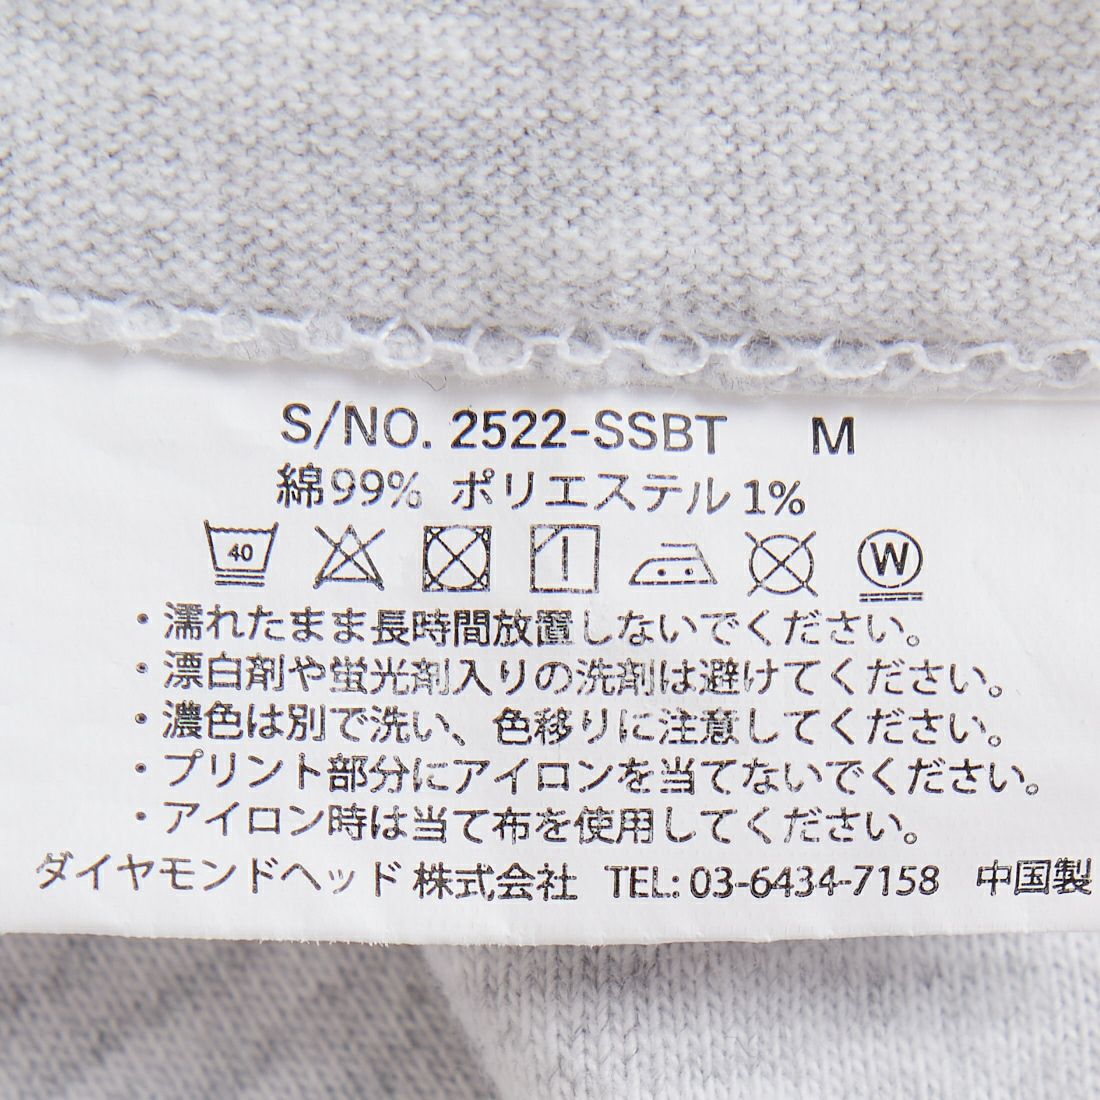 S/NO. 2522-SSBT M
綿99% ポリエステル1%
40 W
・濡れたまま長時間放置しないでください。
・漂白剤や蛍光剤入りの洗剤は避けてください。
・濃色は別で洗い、色移りに注意してください。
・プリント部分にアイロンを当てないでください。
・アイロン時は当て布を使用してください。
ダイヤモンドヘッド株式会社 TEL: 03-6434-7158 中国製